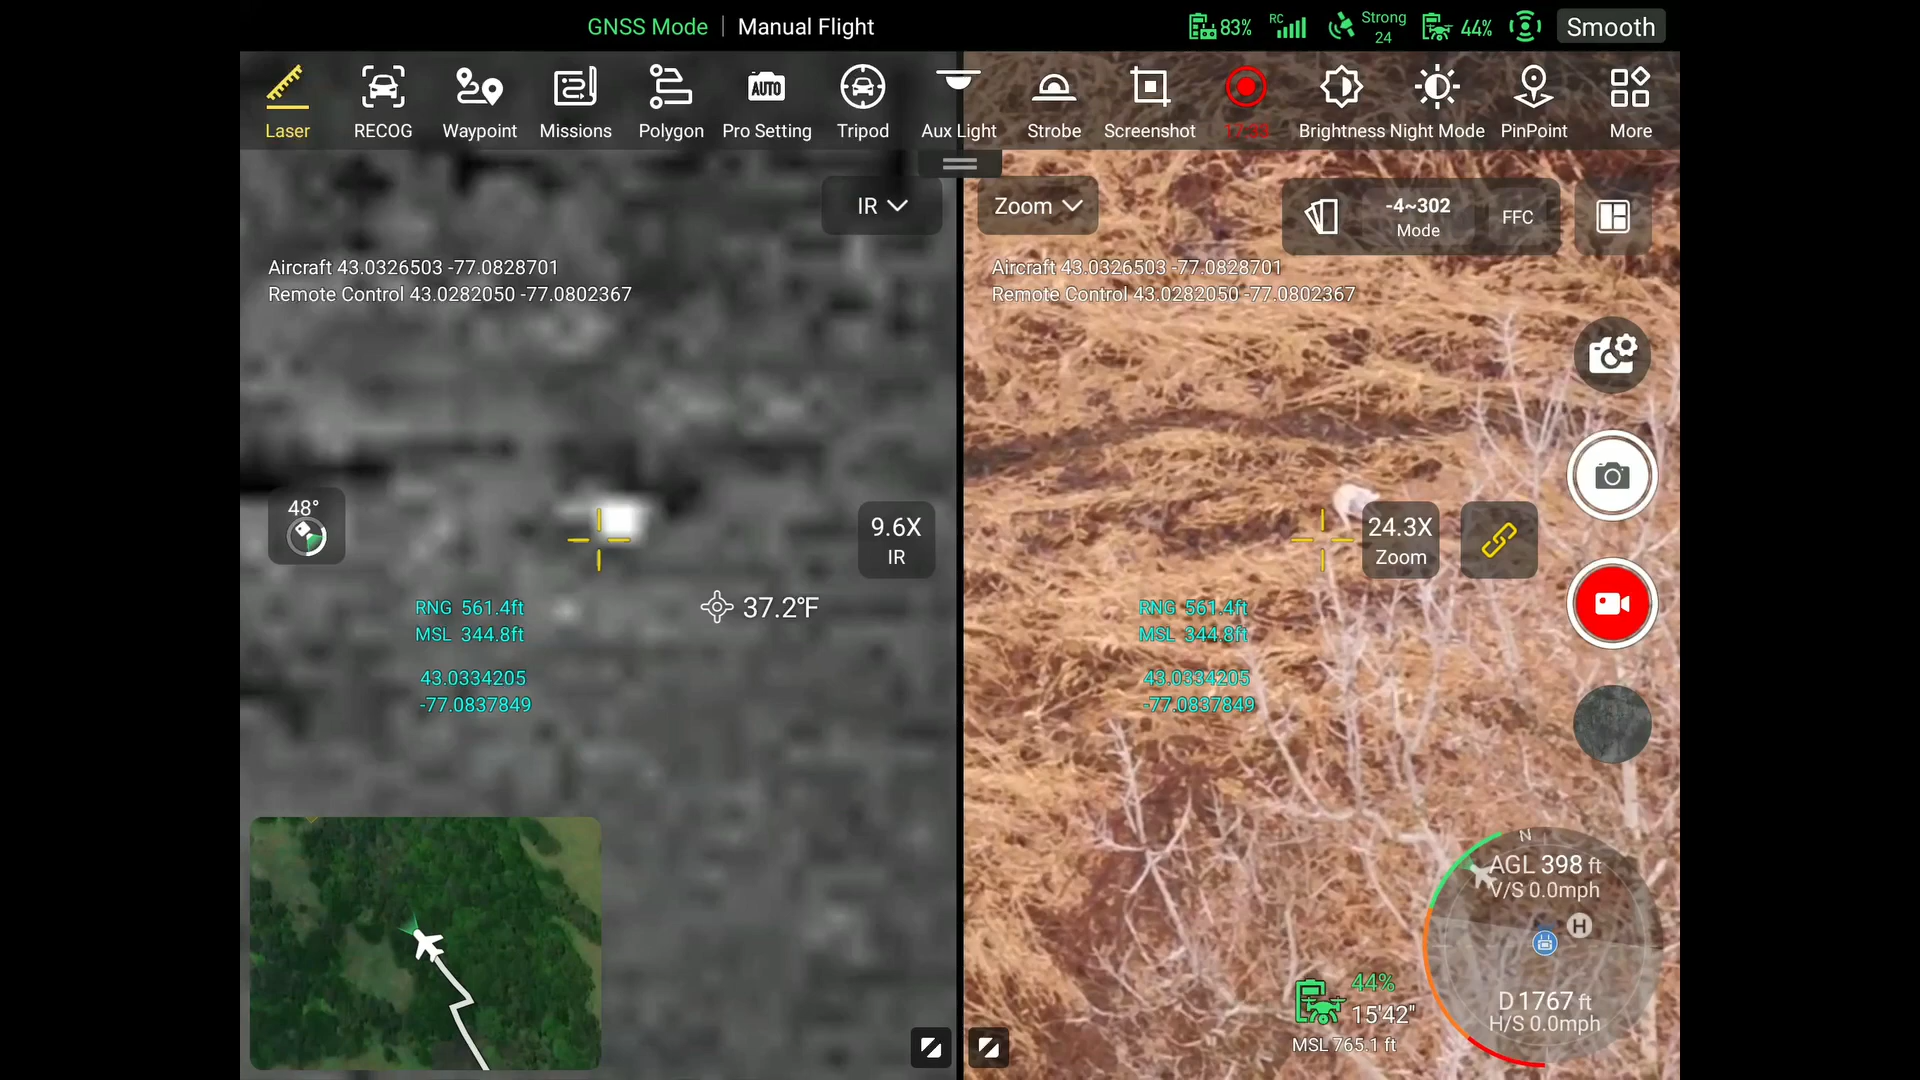 GNSS Mode | Manual Flight
83%
RC
Strong
24
44%
Smooth
Laser
RECOG
Waypoint
Missions
Polygon
AUTO
Pro Setting
Tripod
Aux Light
Strobe
Screenshot
17:33
Brightness
Night Mode
PinPoint
More
IR
Aircraft 43.0326503 -77.0828701
Remote Control 43.0282050 -77.0802367
48°
9.6X
IR
RNG 561.4ft
MSL 344.8ft
37.2°F
43.0334205
-77.0837849
Zoom
-4~302
Mode
FFC
Aircraft 43.0326503 -77.0828701
Remote Control 43.0282050 -77.0802367
24.3X
Zoom
RNG 561.4ft
MSL 344.8ft
43.0334205
-77.0837849
N
AGL 398 ft
V/S 0.0mph
H
D 1767 ft
H/S 0.0mph
44%
15'42"
MSL 765.1 ft